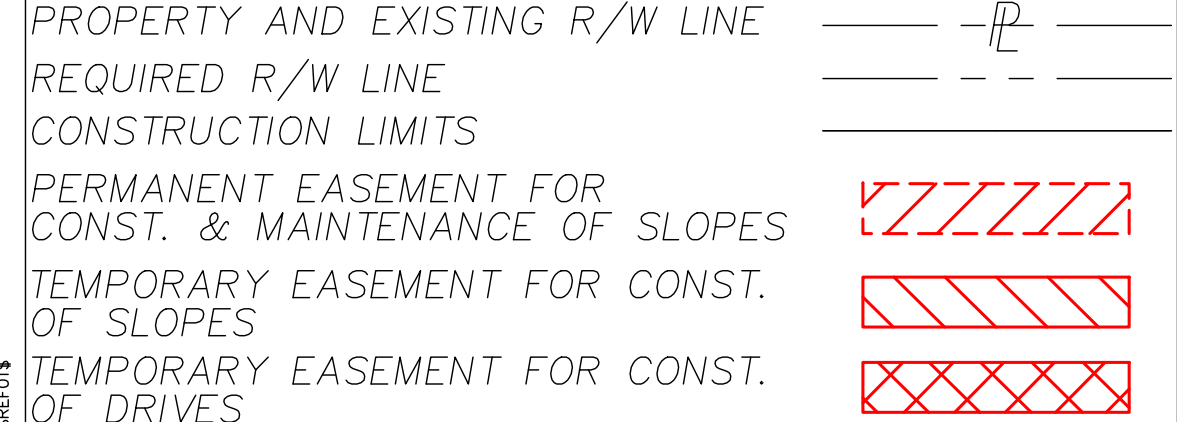 PROPERTY AND EXISTING R/W LINE
PL
REQUIRED R/W LINE
CONSTRUCTION LIMITS
PERMANENT EASEMENT FOR
CONST. & MAINTENANCE OF SLOPES
TEMPORARY EASEMENT FOR CONST.
OF SLOPES
TEMPORARY EASEMENT FOR CONST.
OF DRIVES